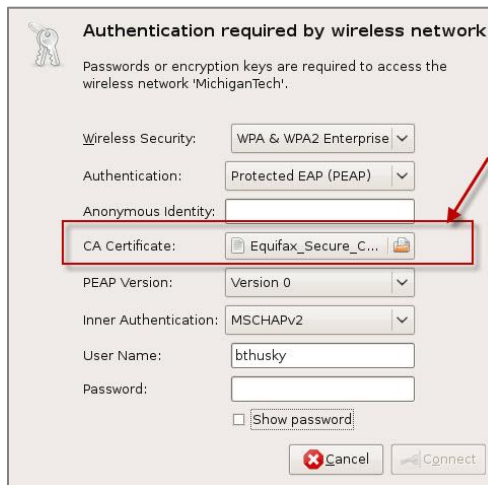 Authentication required by wireless network
Passwords or encryption keys are required to access the
wireless network 'MichiganTech'.
Wireless Security: WPA & WPA2 Enterprise
Authentication: Protected EAP (PEAP)
Anonymous Identity:
CA Certificate: Equifax_Secure_C...
PEAP Version: Version 0
Inner Authentication: MSCHAPv2
User Name: bthusky
Password:
Show password
Cancel Connect